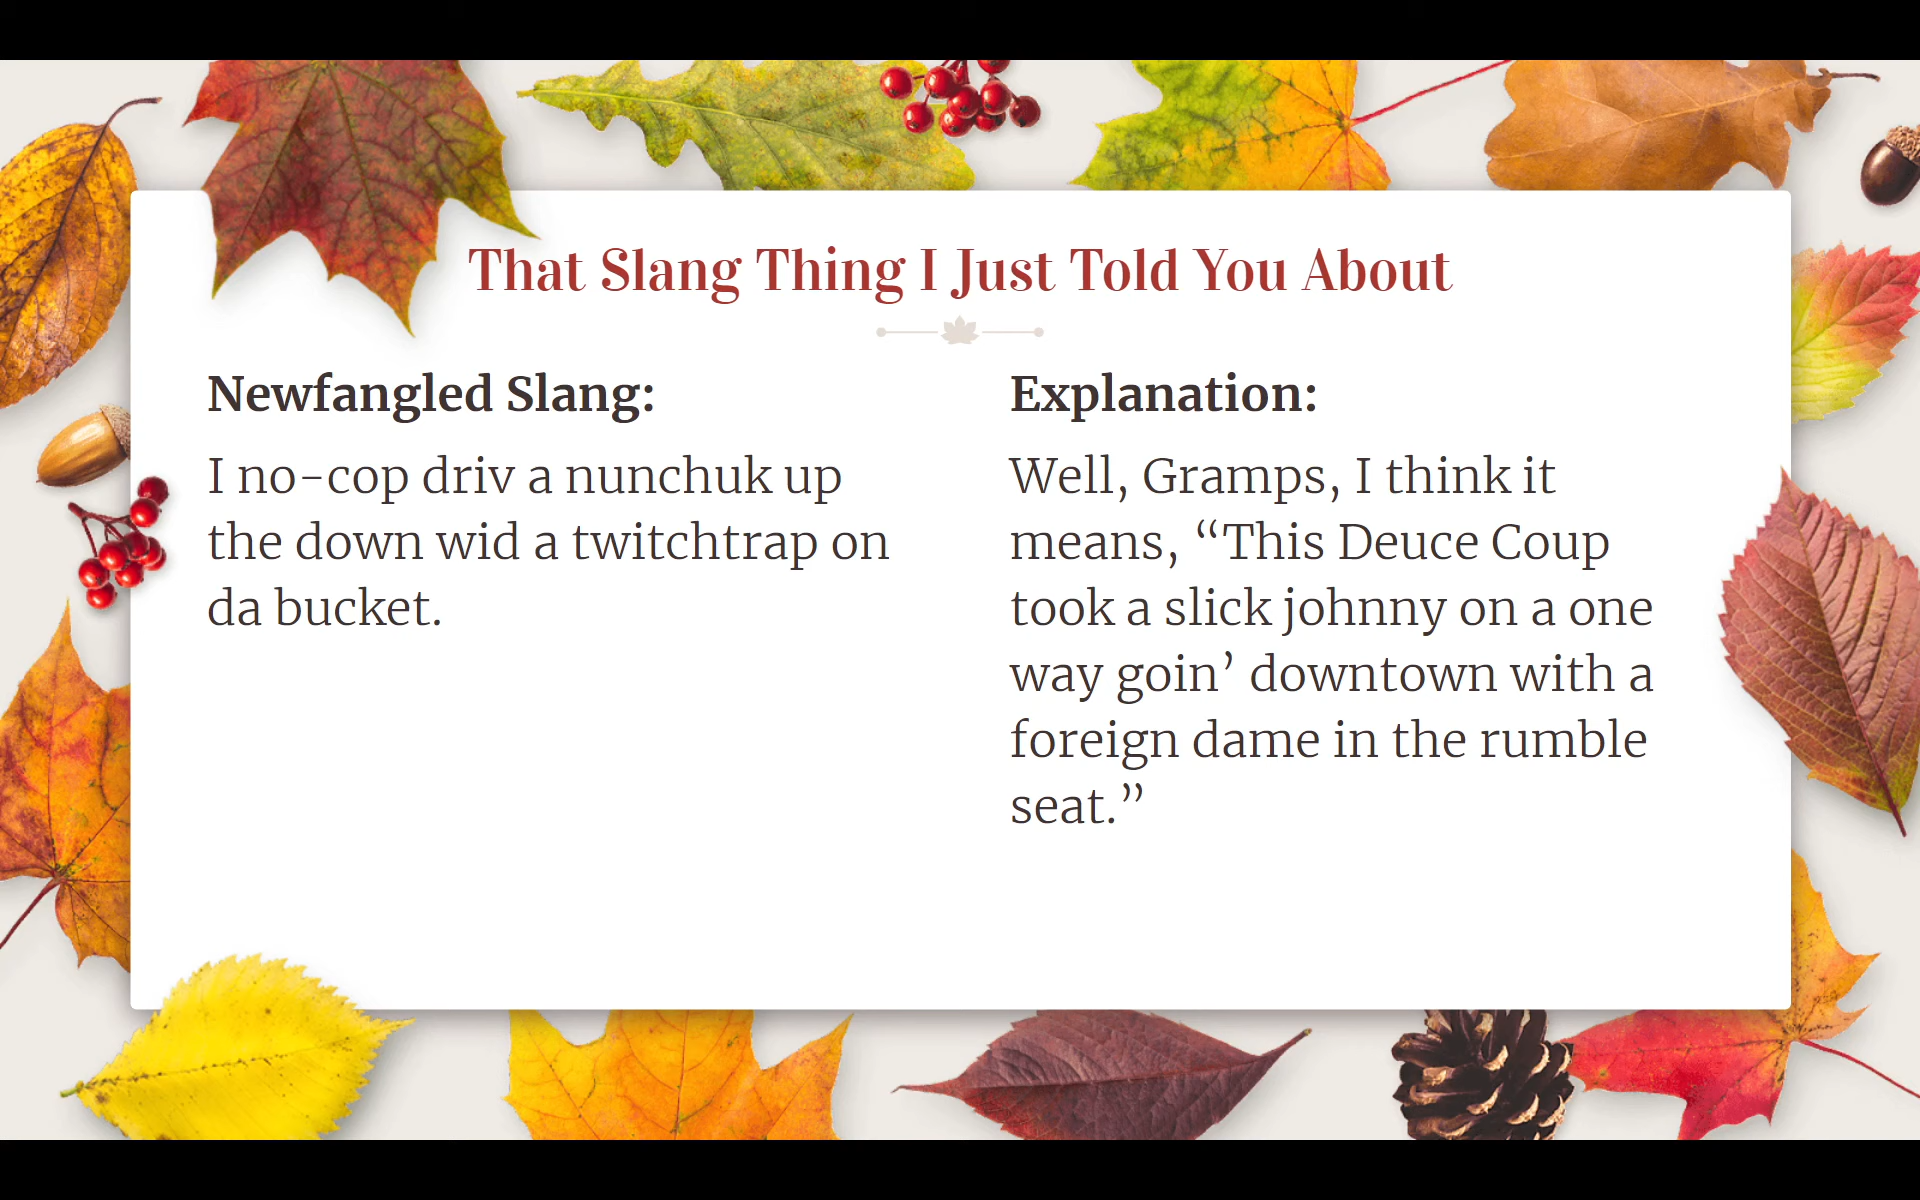 That Slang Thing I Just Told You About
Newfangled Slang:
I no-cop driv a nunchuk up
the down wid a twitchtrap on
da bucket.
Explanation:
Well, Gramps, I think it
means, “This Deuce Coup
took a slick johnny on a one
way goin’ downtown with a
foreign dame in the rumble
seat.”